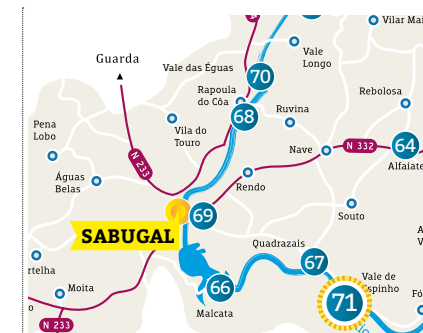 Vilar Mai
Guarda
Vale
Longo
Vale das Éguas
70
Rapoula
do Côa
Rebolosa
68
Ruvina
Pena
Lobo
Vila do
Touro
N 233
Nave
N 332
64
Alfaiate
Águas
Belas
Rendo
69
Souto
SABUGAL
Quadrazais
67
rtelha
Moita
66
Malcata
Vale de
Espinho
71
N 233